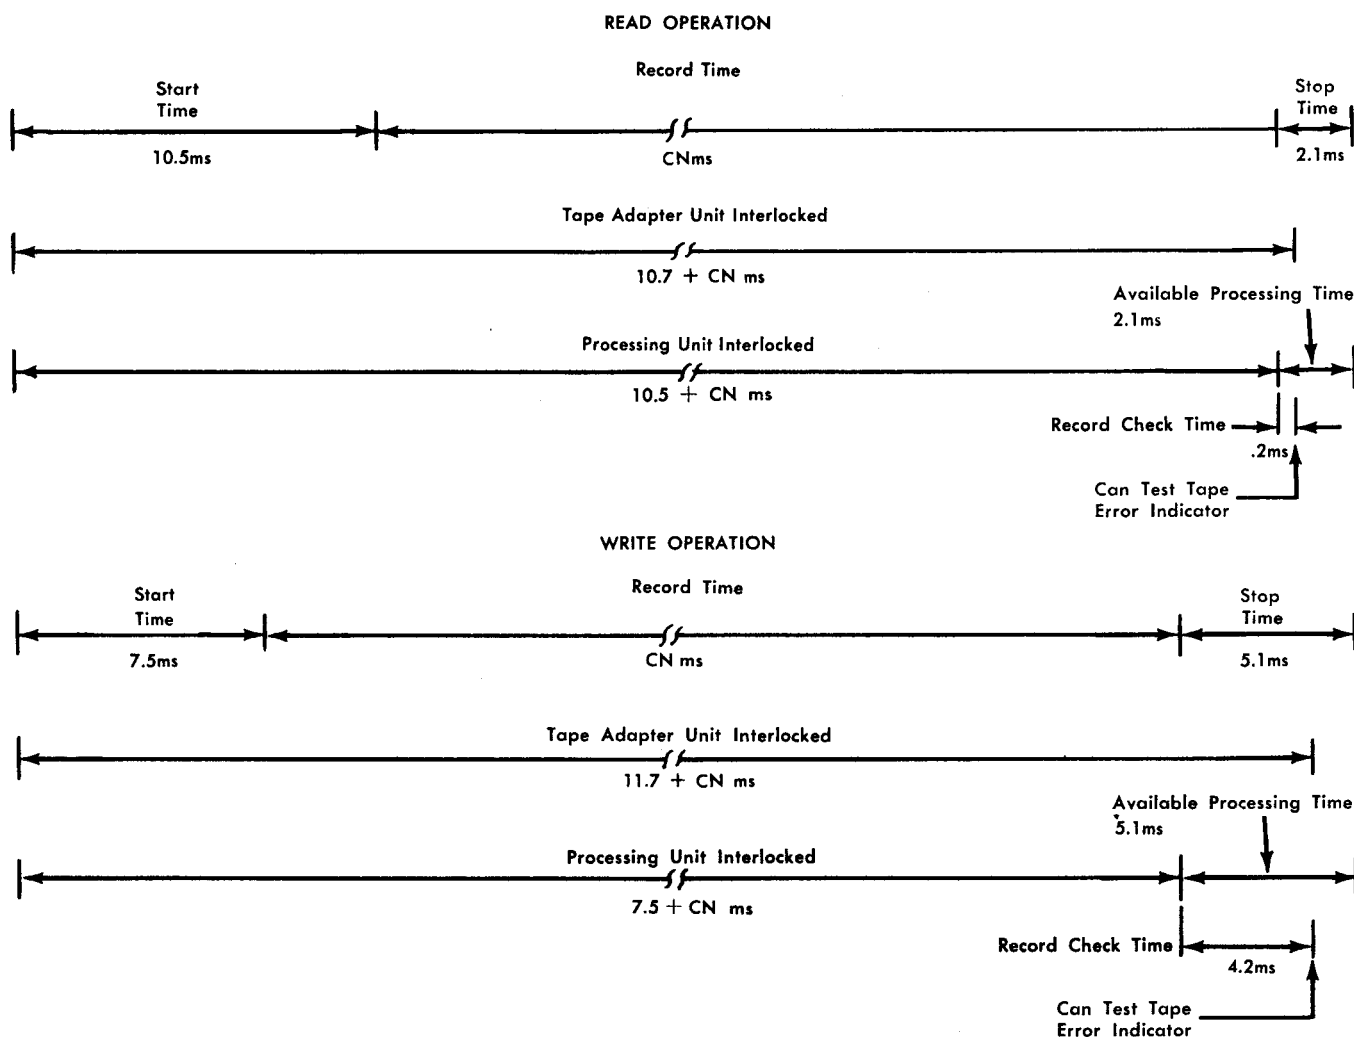 READ OPERATION
Record Time
Start
Time
Stop
Time
10.5ms
CNms
2.1ms
Tape Adapter Unit Interlocked
10.7 + CN ms
Available Processing Time
2.1ms
Processing Unit Interlocked
10.5 + CN ms
Record Check Time
.2ms
Can Test Tape
Error Indicator
WRITE OPERATION
Record Time
Start
Time
Stop
Time
7.5ms
CN ms
5.1ms
Tape Adapter Unit Interlocked
11.7 + CN ms
Available Processing Time
5.1ms
Processing Unit Interlocked
7.5 + CN ms
Record Check Time
4.2ms
Can Test Tape
Error Indicator